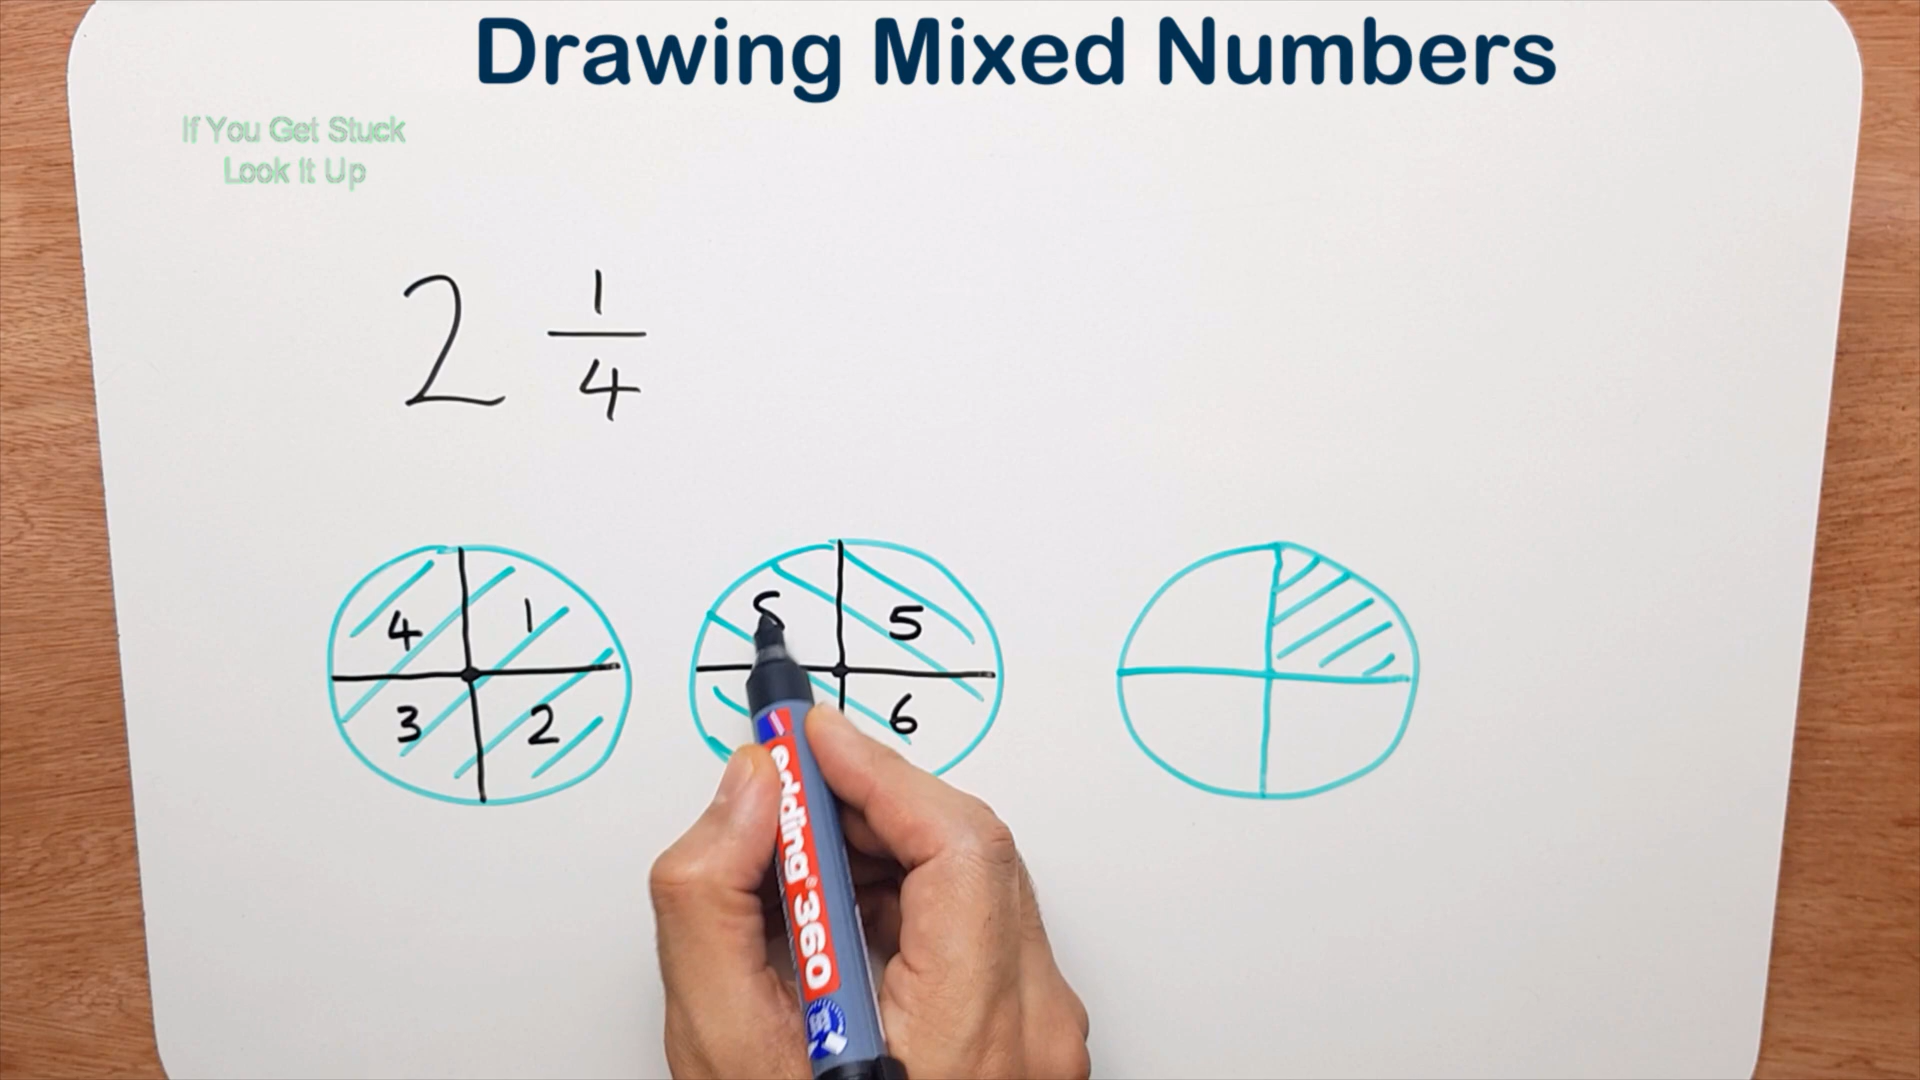 Drawing Mixed Numbers
If You Get Stuck
Look It Up
2 1/4
4 1 5
3 2 6
edding 360